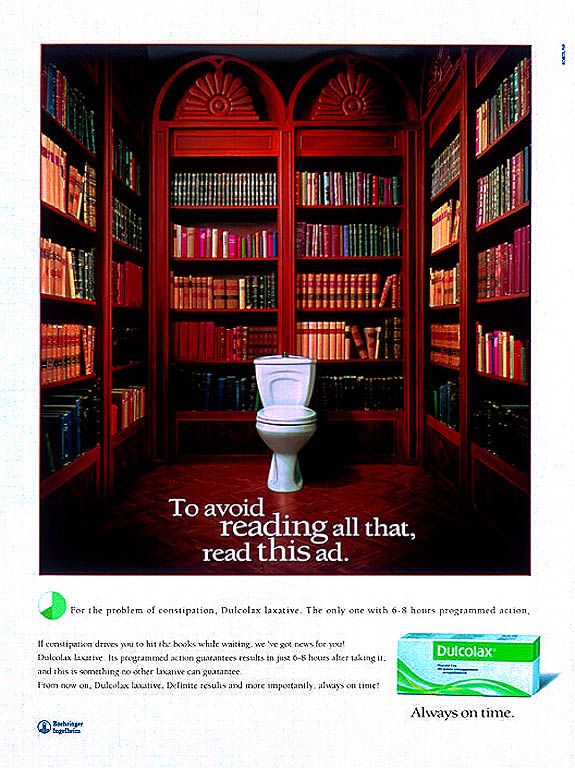 To avoid
reading all that,
read this ad.
For the problem of constipation, Dulcolax laxative. The only one with 6-8 hours programmed action.
If constipation drives you to hit the books while waiting, we've got news for you!
Dulcolax laxative. Its programmed action guarantees results in just 6-8 hours after taking it;
and this is something no other laxative can guarantee.
From now on, Dulcolax laxative. Definite results and more importantly, always on time!
Dulcolax®
Always on time.
Boehringer
Ingelheim